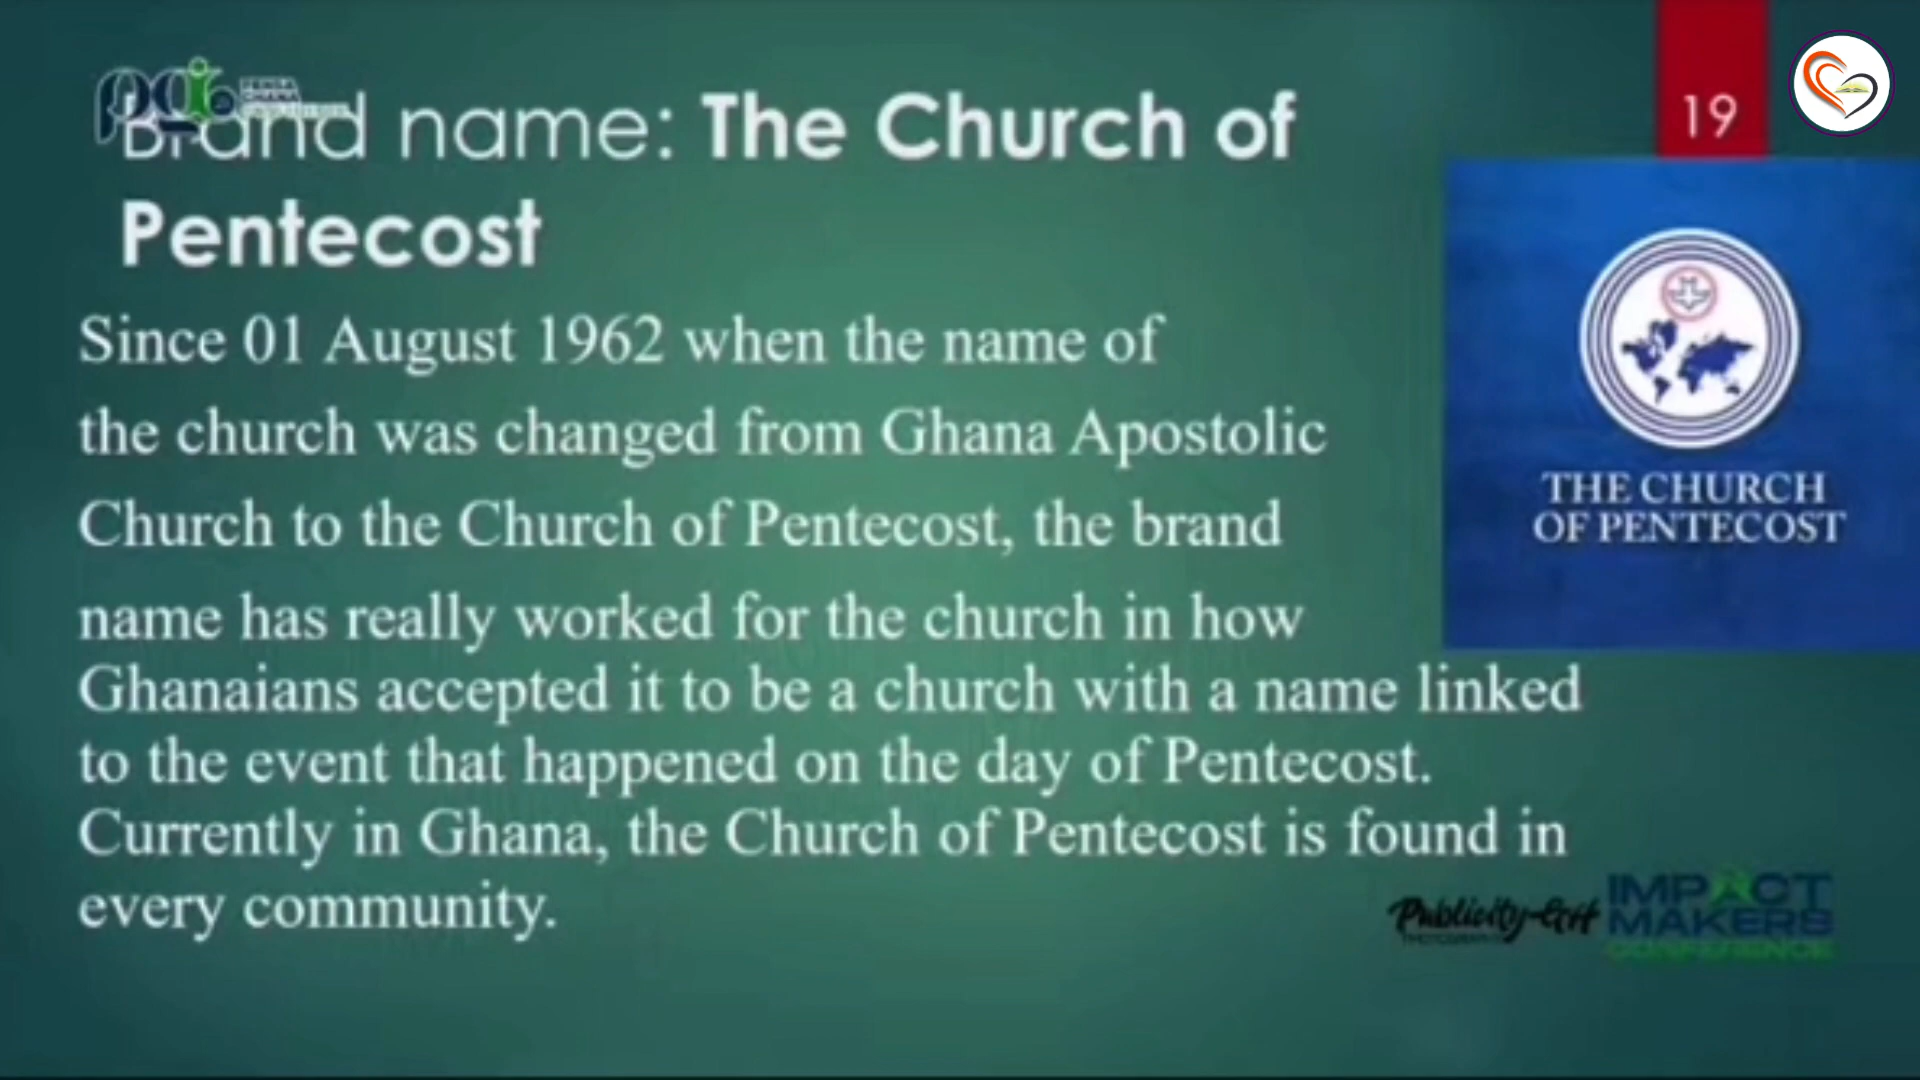 Brand name: The Church of
Pentecost
19
Since 01 August 1962 when the name of
the church was changed from Ghana Apostolic
Church to the Church of Pentecost, the brand
name has really worked for the church in how
Ghanaians accepted it to be a church with a name linked
to the event that happened on the day of Pentecost.
Currently in Ghana, the Church of Pentecost is found in
every community.
THE CHURCH
OF PENTECOST
IMPACT
MAKERS
CONFERENCE